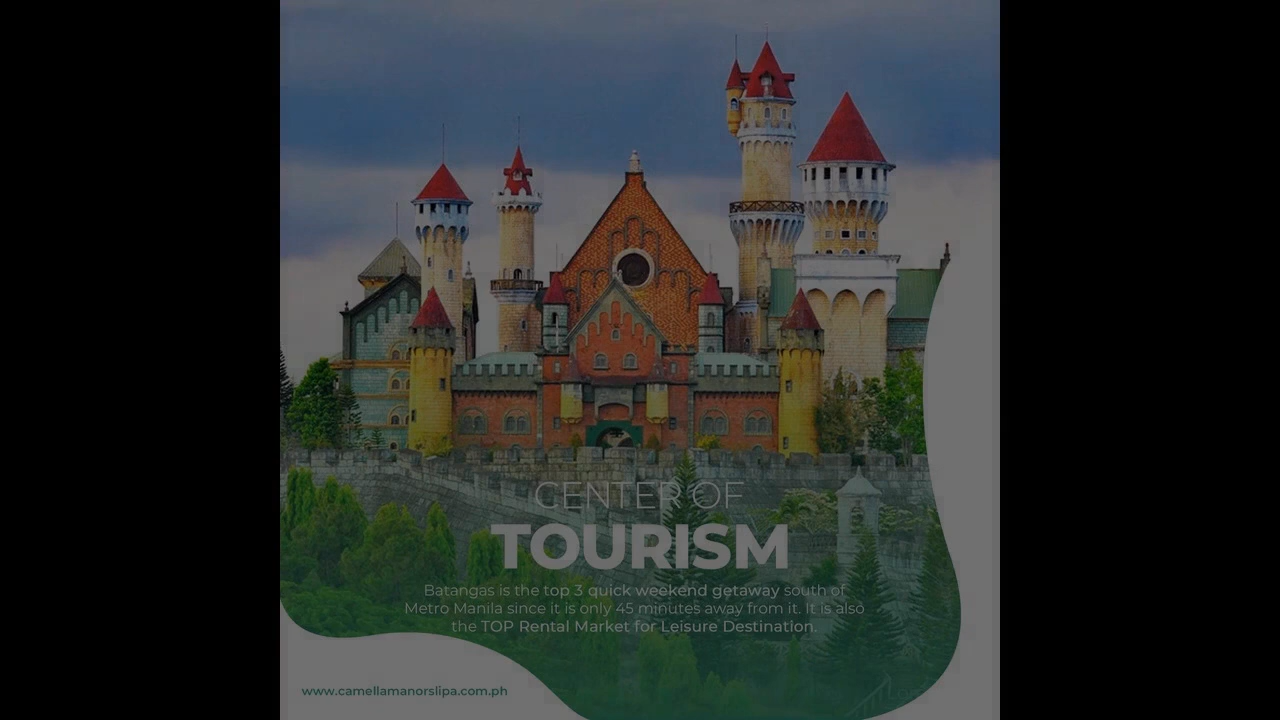 CENTER OF
TOURISM
Batangas is the top 3 quick weekend getaway south of
Metro Manila since it is only 45 minutes away from it. It is also
the TOP Rental Market for Leisure Destination.
www.camellamanorslipa.com.ph